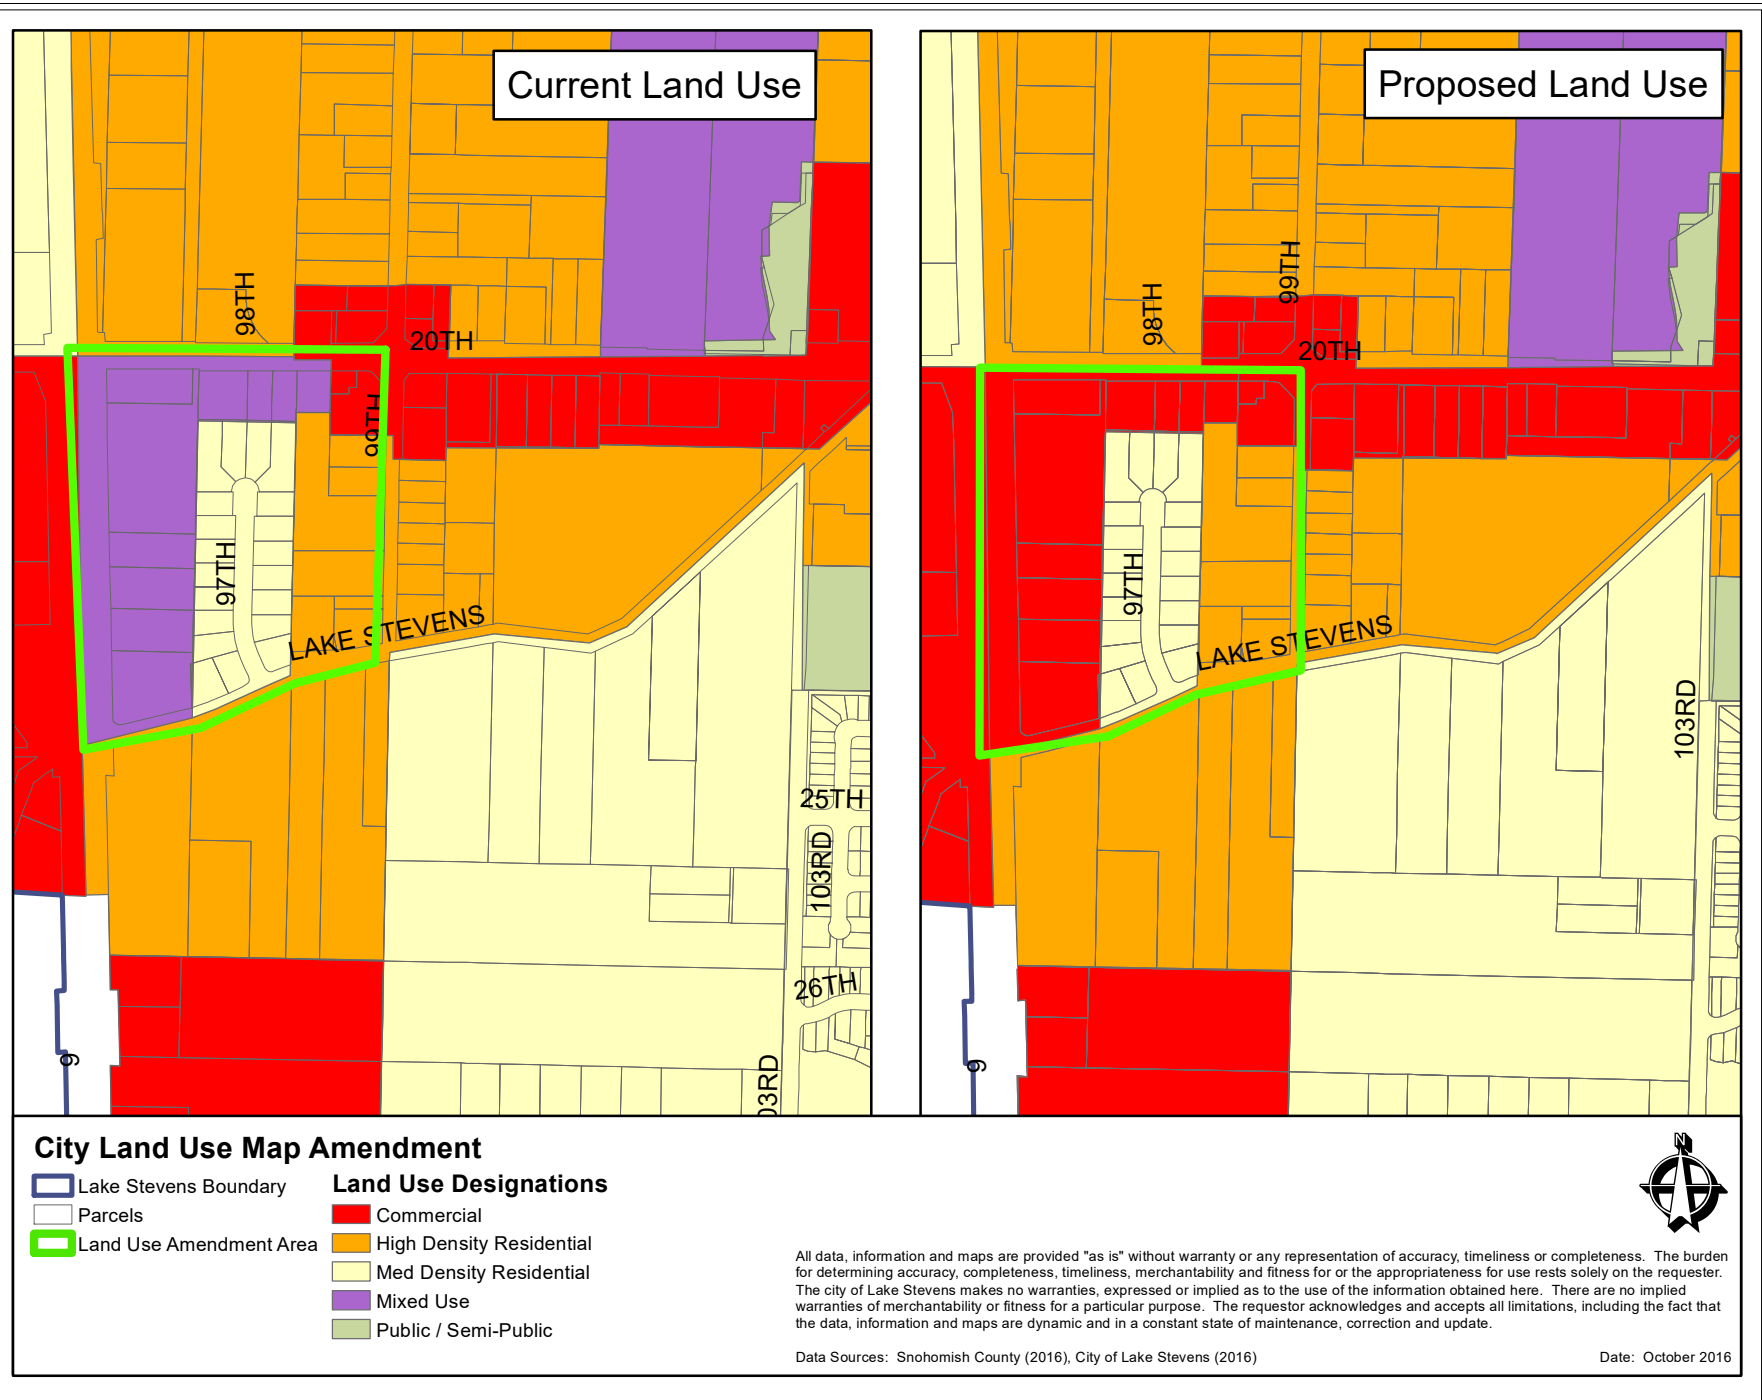 Current Land Use
98TH
20TH
99TH
97TH
LAKE STEVENS
25TH
103RD
26TH
9
03RD
Proposed Land Use
99TH
98TH
20TH
97TH
LAKE STEVENS
103RD
9
City Land Use Map Amendment
Lake Stevens Boundary
Parcels
Land Use Amendment Area
Land Use Designations
Commercial
High Density Residential
Med Density Residential
Mixed Use
Public / Semi-Public
N
All data, information and maps are provided "as is" without warranty or any representation of accuracy, timeliness or completeness. The burden
for determining accuracy, completeness, timeliness, merchantability and fitness for or the appropriateness for use rests solely on the requester.
The city of Lake Stevens makes no warranties, expressed or implied as to the use of the information obtained here. There are no implied
warranties of merchantability or fitness for a particular purpose. The requestor acknowledges and accepts all limitations, including the fact that
the data, information and maps are dynamic and in a constant state of maintenance, correction and update.
Data Sources: Snohomish County (2016), City of Lake Stevens (2016)
Date: October 2016